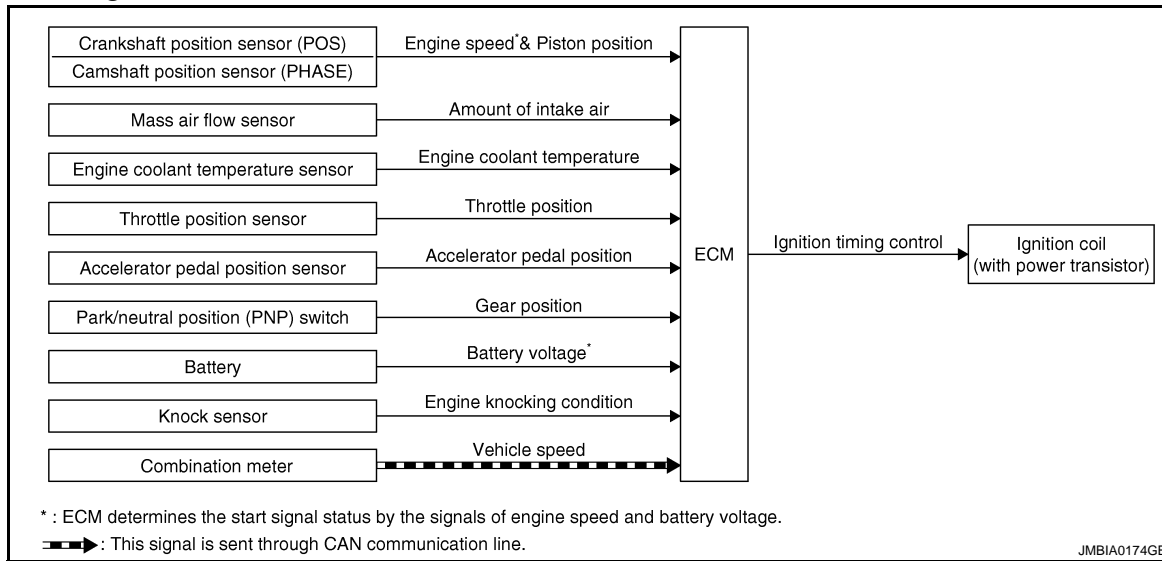 Crankshaft position sensor (POS)
Camshaft position sensor (PHASE)
Engine speed*& Piston position
Mass air flow sensor
Amount of intake air
Engine coolant temperature sensor
Engine coolant temperature
Throttle position sensor
Throttle position
Accelerator pedal position sensor
Accelerator pedal position
Park/neutral position (PNP) switch
Gear position
Battery
Battery voltage*
Knock sensor
Engine knocking condition
Combination meter
Vehicle speed
ECM
Ignition timing control
Ignition coil
(with power transistor)
* : ECM determines the start signal status by the signals of engine speed and battery voltage.
: This signal is sent through CAN communication line.